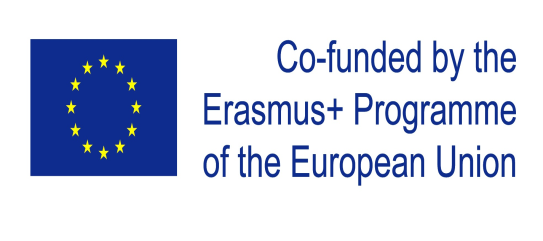 Co-funded by the
Erasmus+ Programme
of the European Union